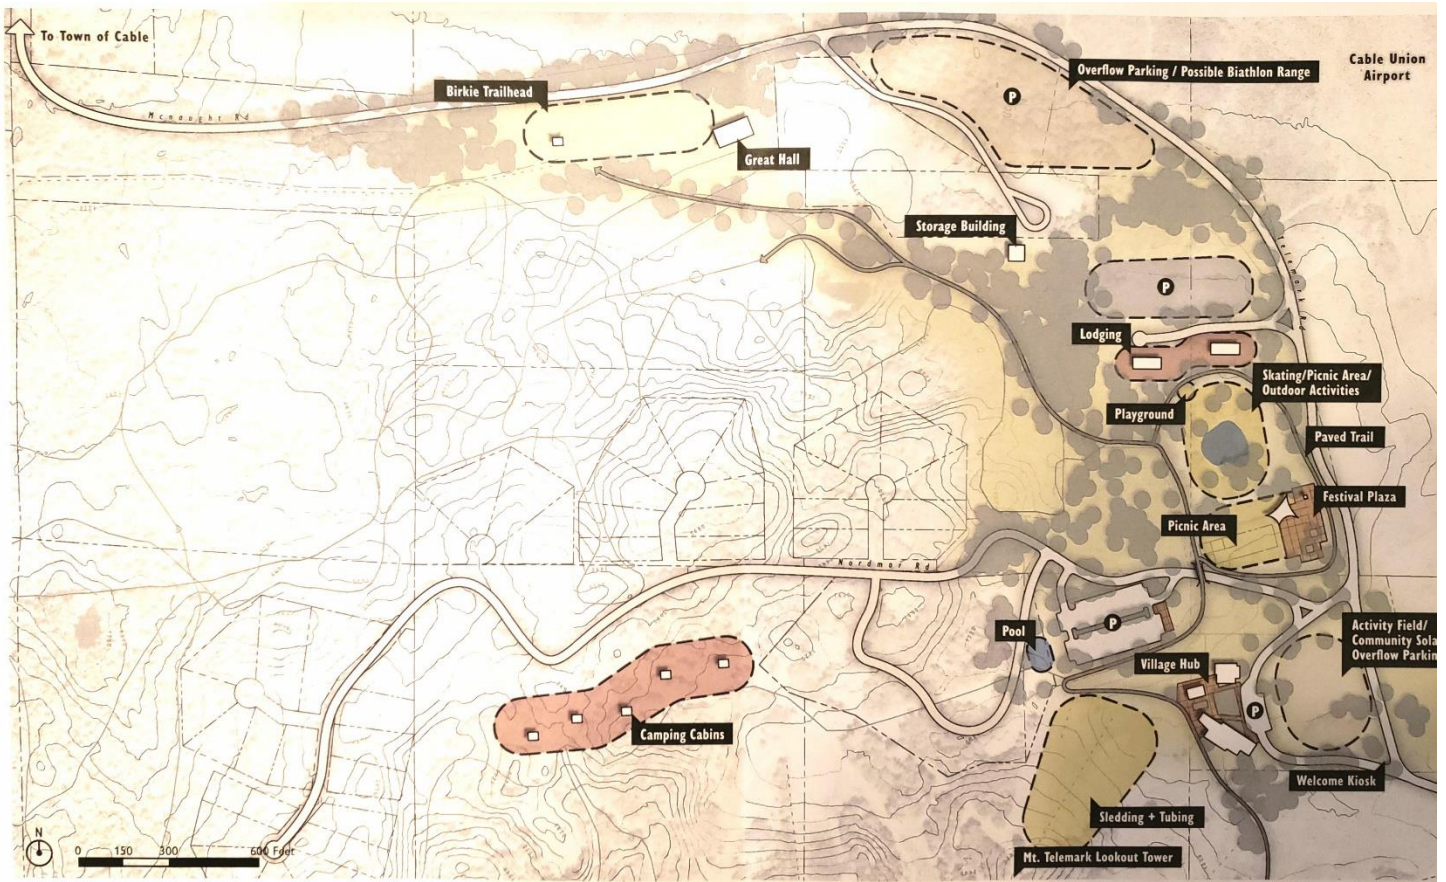 To Town of Cable
Mcnaught Rd
Birkie Trailhead
Great Hall
Overflow Parking / Possible Biathlon Range
P
Cable Union
Airport
Storage Building
P
Lodging
Skating/Picnic Area/
Outdoor Activities
Playground
Paved Trail
Festival Plaza
Picnic Area
Nordmor Rd
P
Pool
Activity Field/
Community Sola
Overflow Parkin
Village Hub
P
Camping Cabins
Welcome Kiosk
Sledding + Tubing
Mt. Telemark Lookout Tower
N
0 150 300 600 Feet